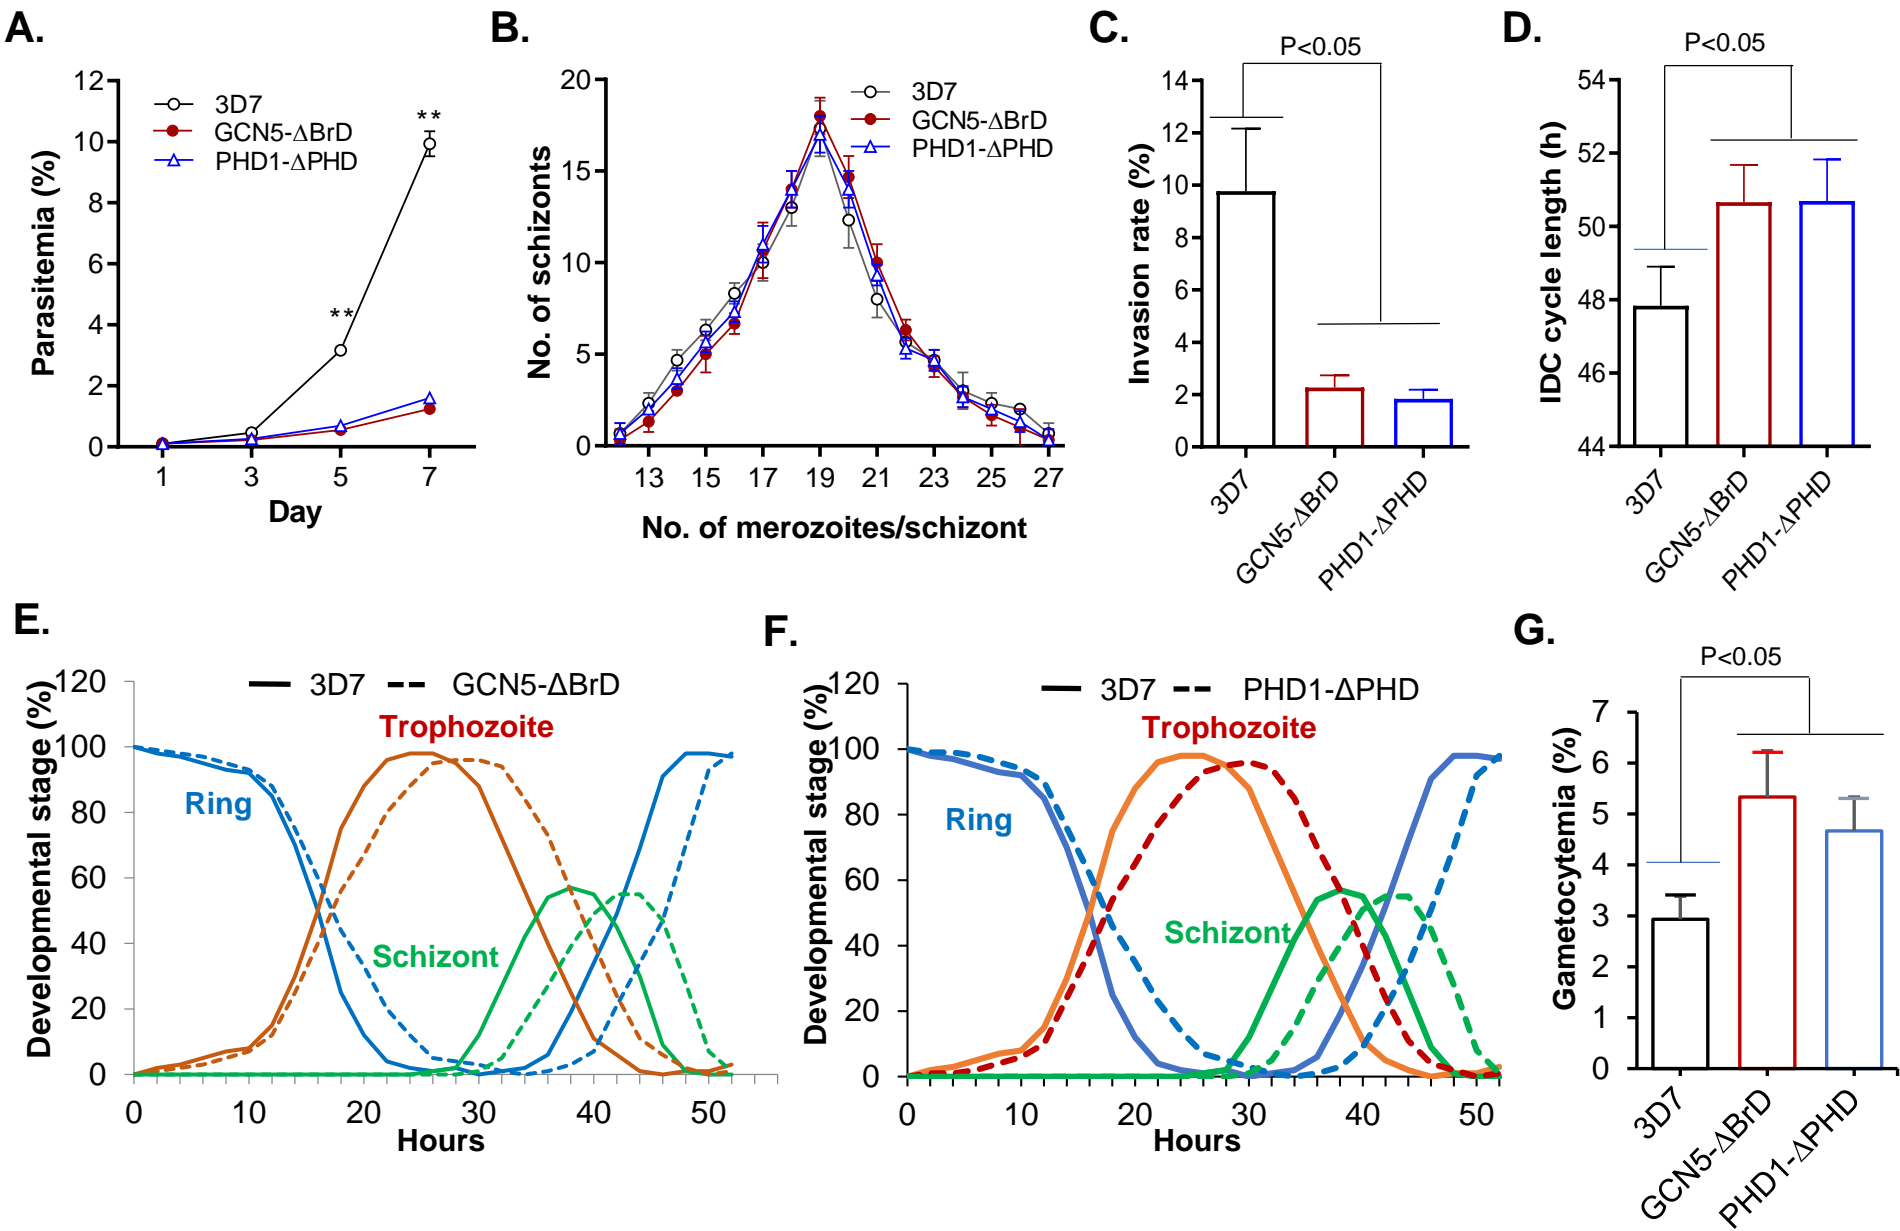 A.
12
10
8
6
4
2
0
Parasitemia (%)
3D7
GCN5-ΔBrD
PHD1-ΔPHD
**
**
1 3 5 7
Day
B.
20
15
10
5
0
No. of schizonts
3D7
GCN5-ΔBrD
PHD1-ΔPHD
13 15 17 19 21 23 25 27
No. of merozoites/schizont
C.
P<0.05
14
12
10
8
6
4
2
0
Invasion rate (%)
3D7
GCN5-ΔBrD
PHD1-ΔPHD
D.
P<0.05
54
52
50
48
46
44
IDC cycle length (h)
3D7
GCN5-ΔBrD
PHD1-ΔPHD
E.
120
100
80
60
40
20
0
Developmental stage (%)
3D7 GCN5-ΔBrD
Trophozoite
Ring
Schizont
0 10 20 30 40 50
Hours
F.
120
100
80
60
40
20
0
Developmental stage (%)
3D7 PHD1-ΔPHD
Trophozoite
Ring
Schizont
0 10 20 30 40 50
Hours
G.
P<0.05
7
6
5
4
3
2
1
0
Gametocytemia (%)
3D7
GCN5-ΔBrD
PHD1-ΔPHD